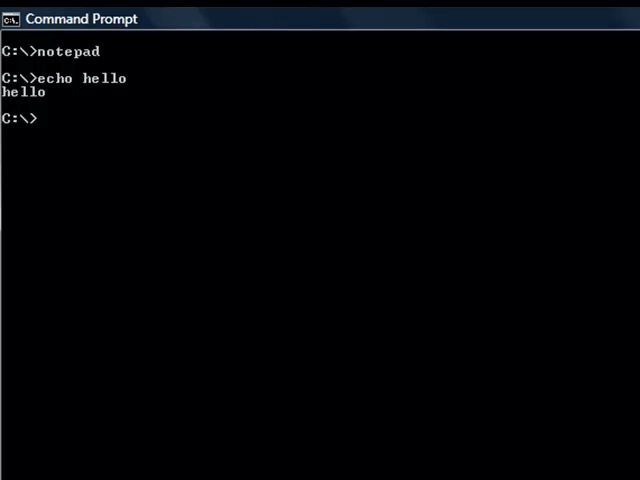 Command Prompt
C:\>notepad
C:\>echo hello
hello
C:\>